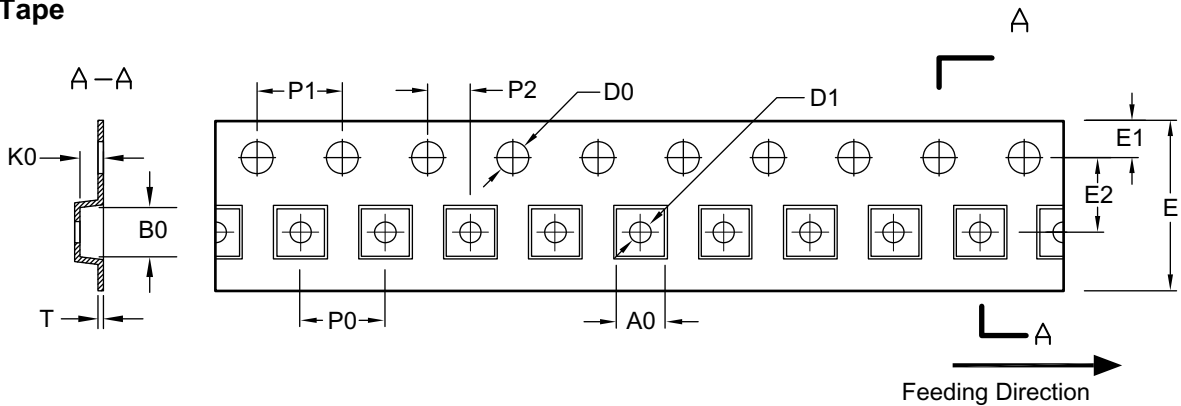 Tape
A
A-A
P1
P2
D0
D1
E1
K0
E2
B0
E
T
P0
A0
A
Feeding Direction